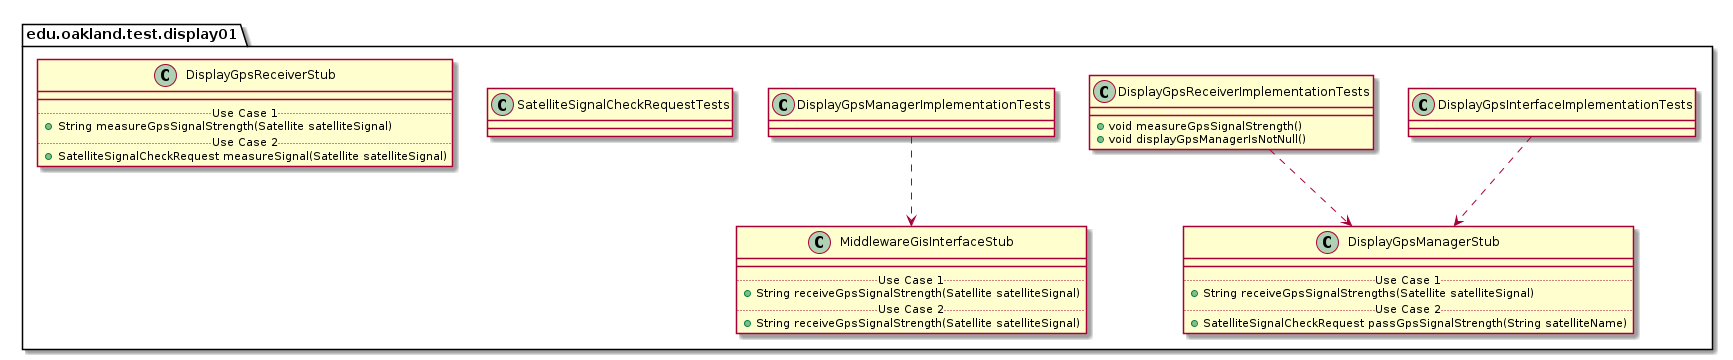 edu.oakland.test.display01
C DisplayGpsReceiverStub
Use Case 1
String measureGpsSignalStrength(Satellite satelliteSignal)
Use Case 2
SatelliteSignalCheckRequest measureSignal(Satellite satelliteSignal)
C SatelliteSignalCheckRequestTests
C DisplayGpsManagerImplementationTests
C DisplayGpsReceiverImplementationTests
void measureGpsSignalStrength()
void displayGpsManagerIsNotNull()
C DisplayGpsInterfaceImplementationTests
C MiddlewareGisInterfaceStub
Use Case 1
String receiveGpsSignalStrength(Satellite satelliteSignal)
Use Case 2
String receiveGpsSignalStrength(Satellite satelliteSignal)
C DisplayGpsManagerStub
Use Case 1
String receiveGpsSignalStrengths(Satellite satelliteSignal)
Use Case 2
SatelliteSignalCheckRequest passGpsSignalStrength(String satelliteName)